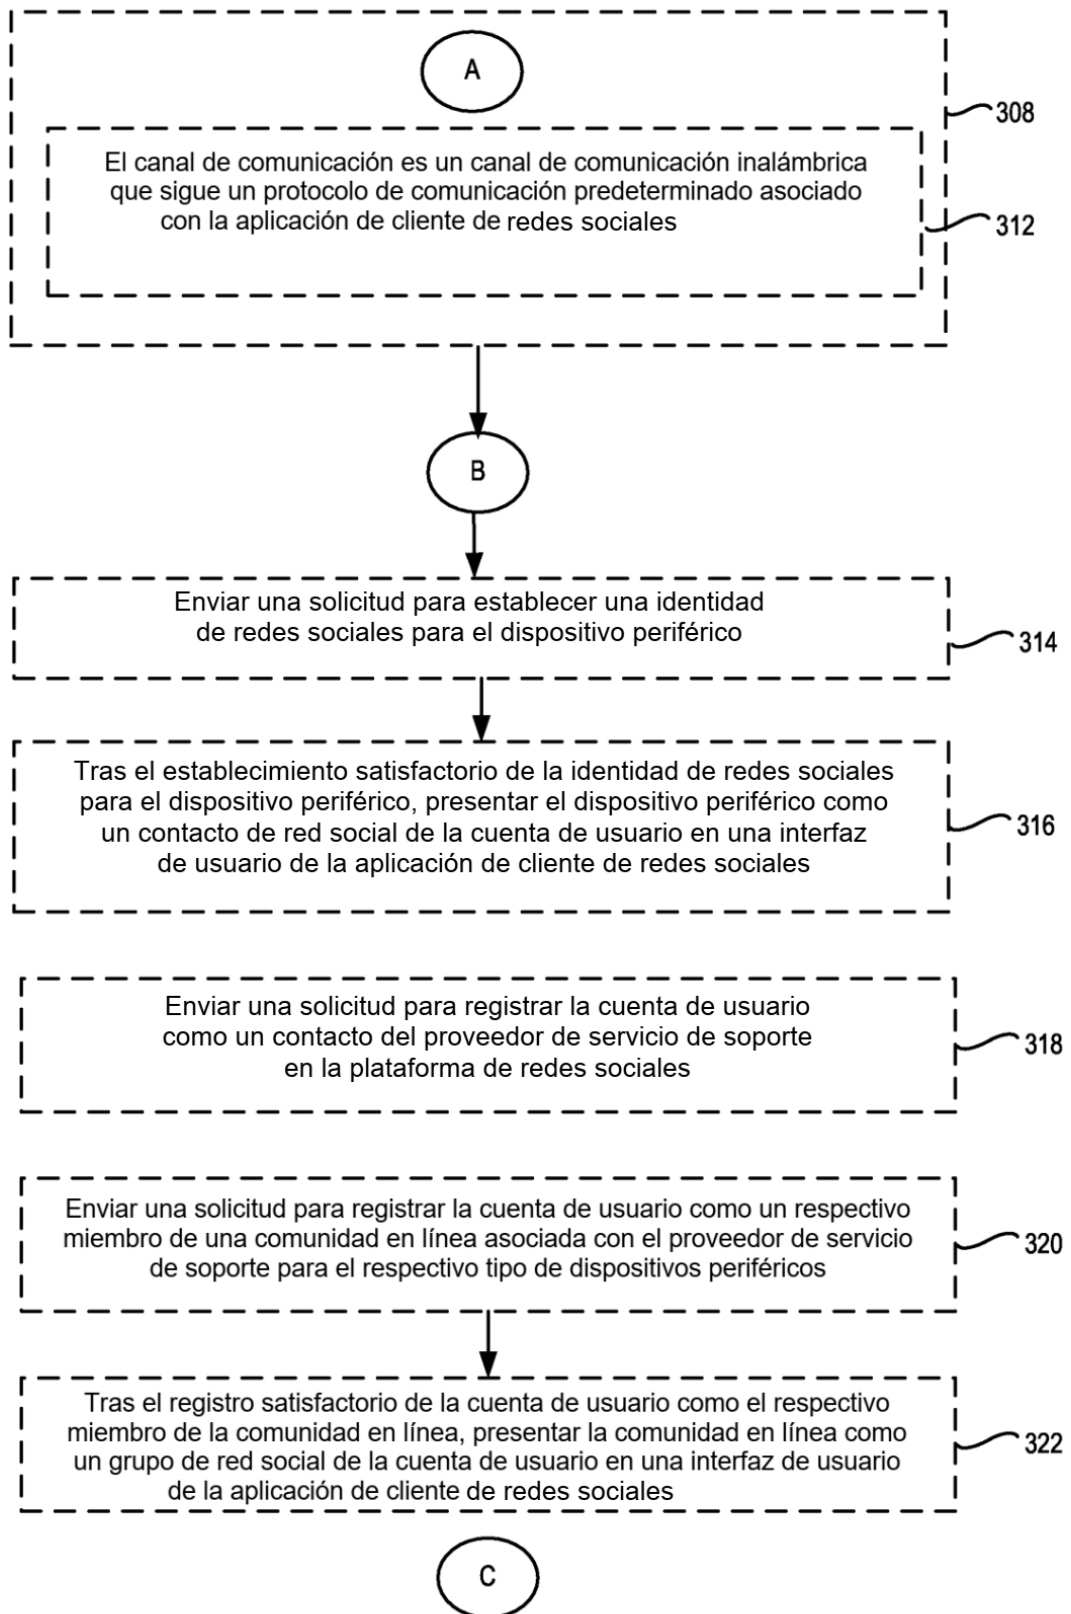 A
308
El canal de comunicación es un canal de comunicación inalámbrica
que sigue un protocolo de comunicación predeterminado asociado
con la aplicación de cliente de redes sociales
312
B
Enviar una solicitud para establecer una identidad
de redes sociales para el dispositivo periférico
314
Tras el establecimiento satisfactorio de la identidad de redes sociales
para el dispositivo periférico, presentar el dispositivo periférico como
un contacto de red social de la cuenta de usuario en una interfaz
de usuario de la aplicación de cliente de redes sociales
316
Enviar una solicitud para registrar la cuenta de usuario
como un contacto del proveedor de servicio de soporte
en la plataforma de redes sociales
318
Enviar una solicitud para registrar la cuenta de usuario como un respectivo
miembro de una comunidad en línea asociada con el proveedor de servicio
de soporte para el respectivo tipo de dispositivos periféricos
320
Tras el registro satisfactorio de la cuenta de usuario como el respectivo
miembro de la comunidad en línea, presentar la comunidad en línea como
un grupo de red social de la cuenta de usuario en una interfaz de usuario
de la aplicación de cliente de redes sociales
322
C